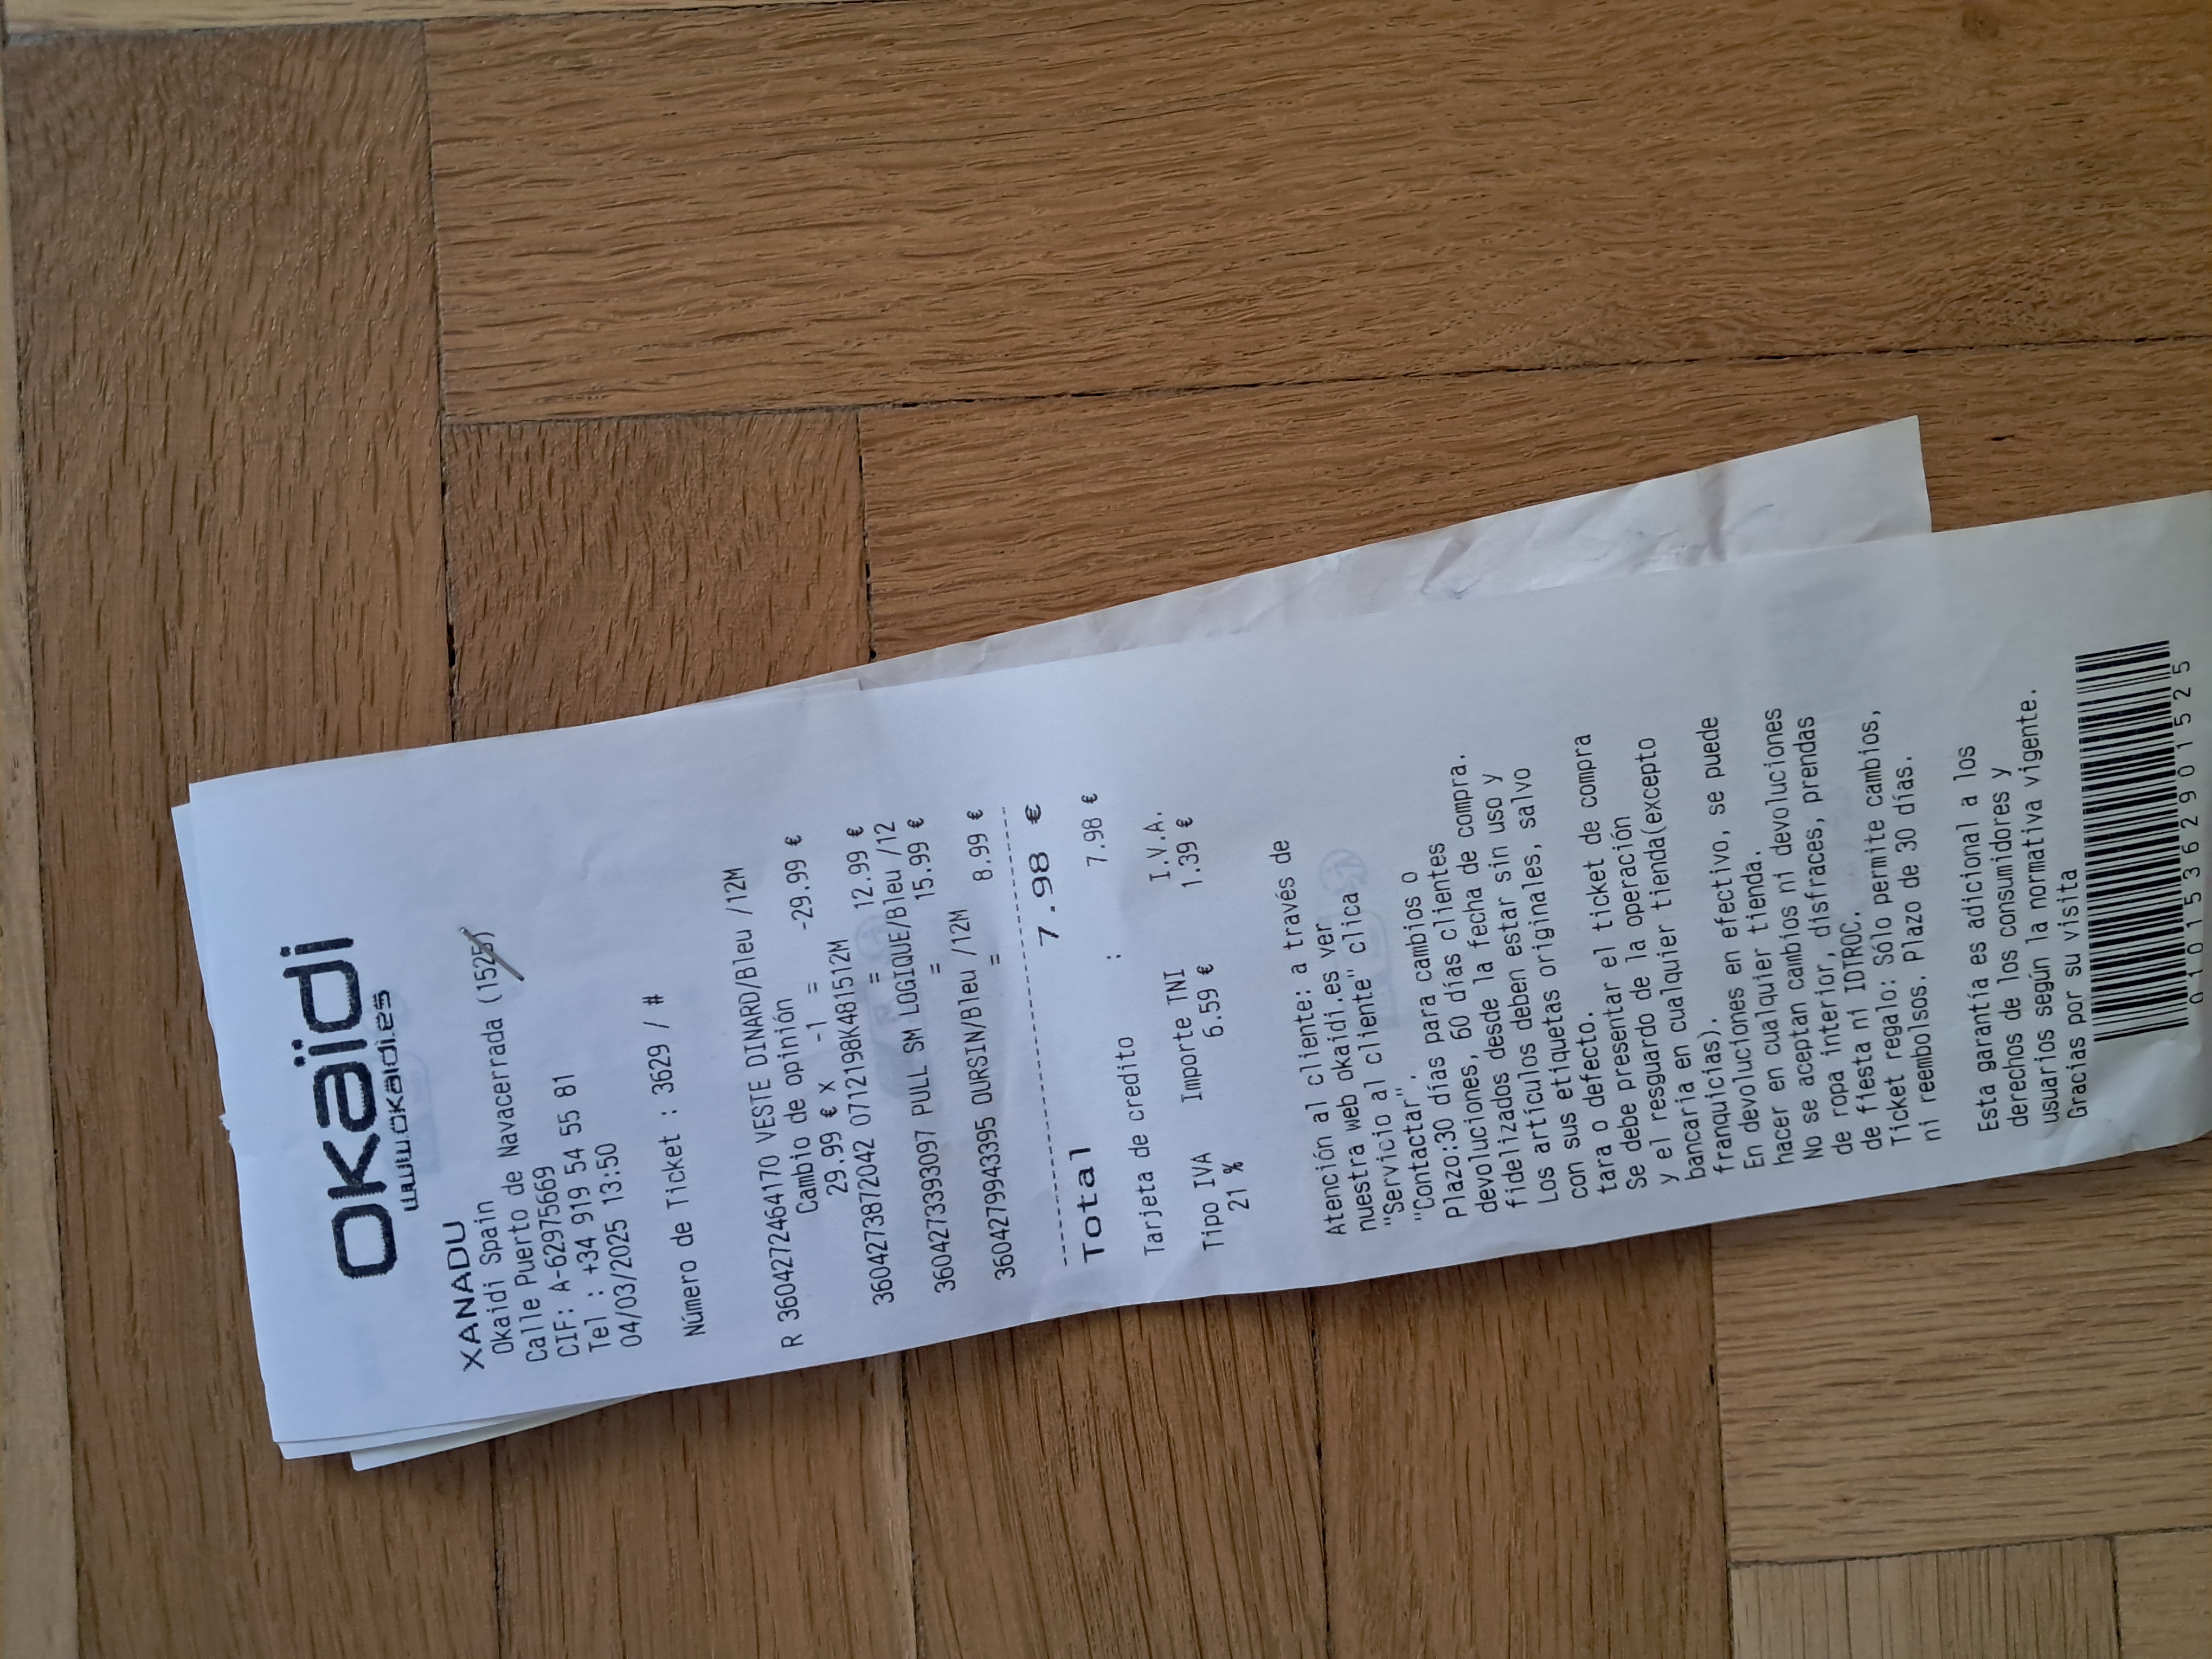 okaïdi
www.okaidi.es
XANADU
Okaidi Spain
Calle Puerto de Navacerrada (1525)
CIF: A-62975669
Tel : +34 919 54 55 81
04/03/2025 13:50
Número de Ticket : 3629 / #
R 3604272464170 VESTE DINARD/Bleu /12M
Cambio de opinión
29.99 € x -1 = -29.99 €
3604273872042 0712198K481512M
= 12.99 €
3604273393097 PULL SM LOGIQUE/Bleu /12
= 15.99 €
3604279943395 OURSIN/Bleu /12M
= 8.99 €
Total 7.98 €
Tarjeta de credito : 7.98 €
Tipo IVA Importe TNI I.V.A.
21 % 6.59 € 1.39 €
Atención al cliente: a través de
nuestra web okaidi.es ver
"Servicio al cliente" clica
"Contactar".
Plazo:30 días para cambios o
devoluciones, 60 días clientes
fidelizados desde la fecha de compra.
Los artículos deben estar sin uso y
con sus etiquetas originales, salvo
tara o defecto.
Se debe presentar el ticket de compra
y el resguardo de la operación
bancaria en cualquier tienda(excepto
franquicias).
En devoluciones en efectivo, se puede
hacer en cualquier tienda.
No se aceptan cambios ni devoluciones
de ropa interior, disfraces, prendas
de fiesta ni IDTROC.
Ticket regalo: Sólo permite cambios,
ni reembolsos. Plazo de 30 días.
Esta garantía es adicional a los
derechos de los consumidores y
usuarios según la normativa vigente.
Gracias por su visita
01015362901525